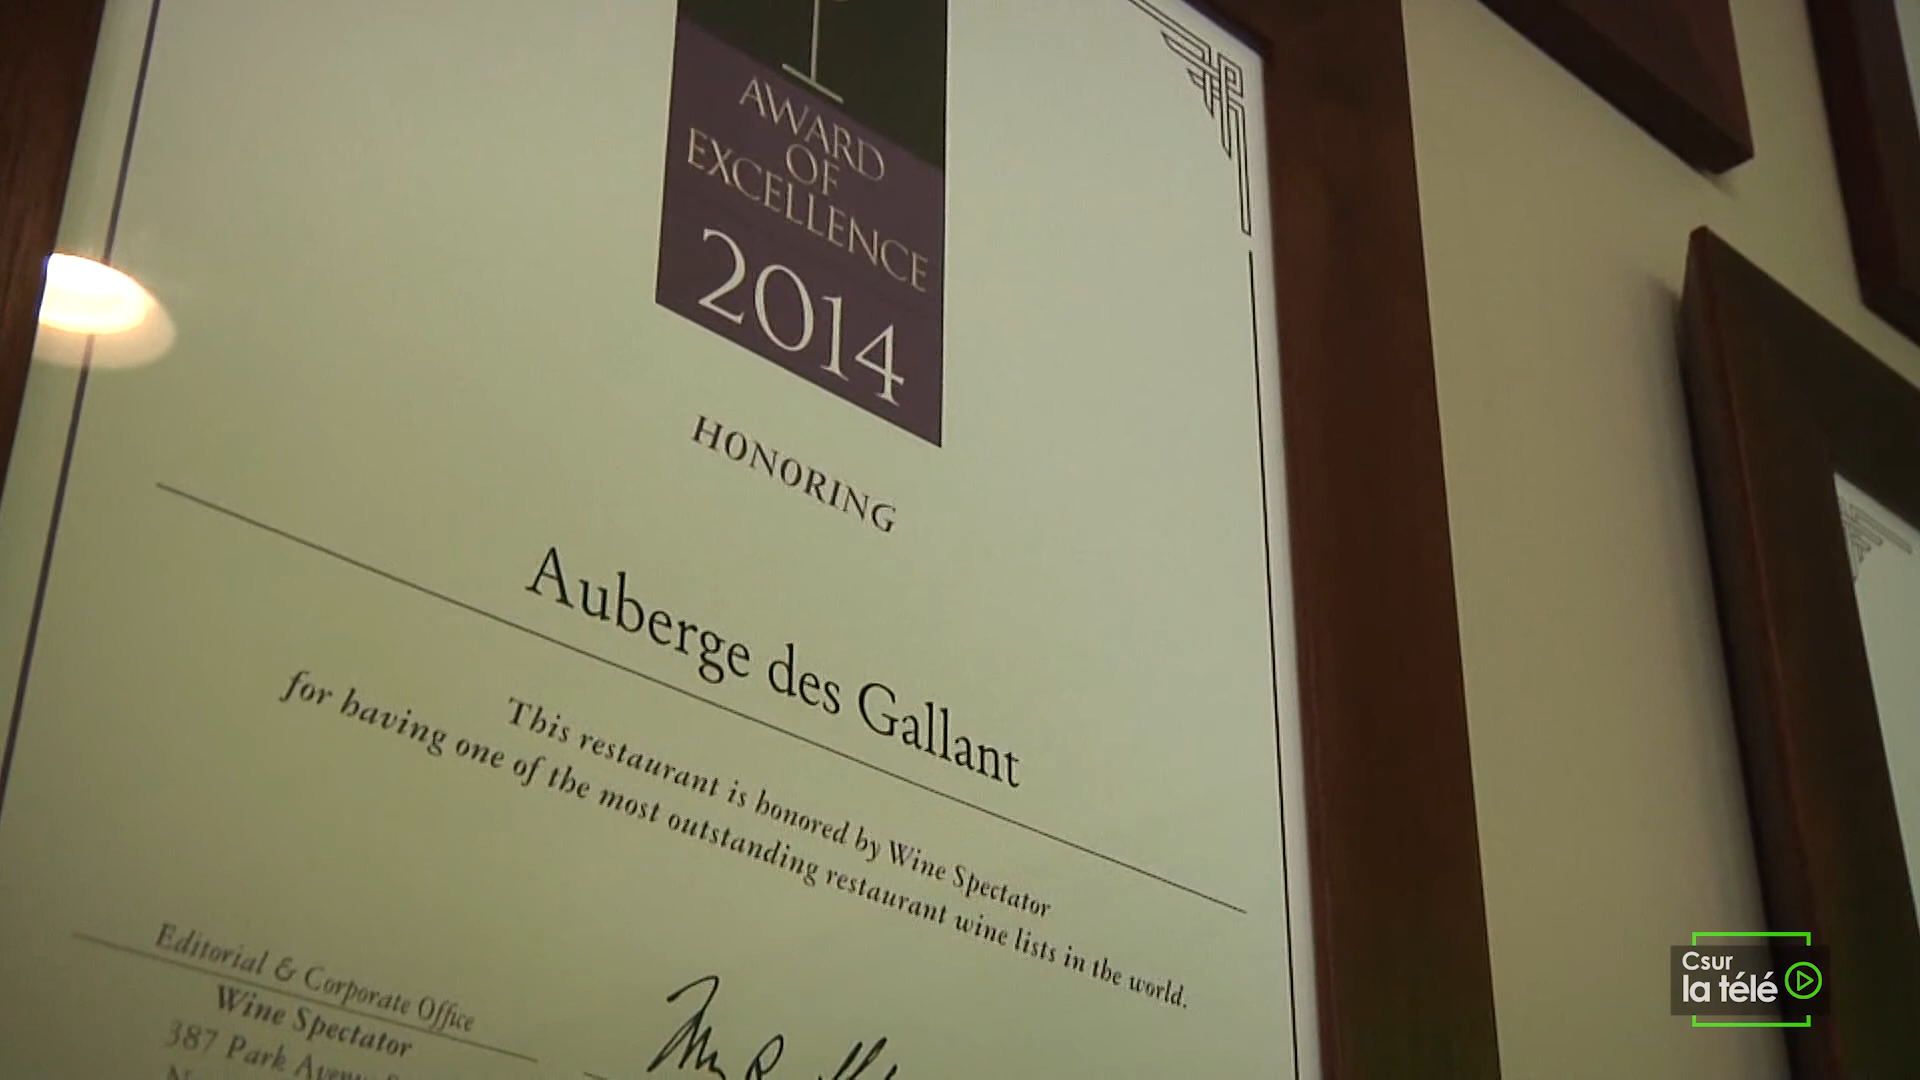 AWARD
OF
EXCELLENCE
2014
HONORING
Auberge des Gallant
This restaurant is honored by Wine Spectator
for having one of the most outstanding restaurant wine lists in the world.
Editorial & Corporate Office
Wine Spectator
387 Park
Csur
la télé